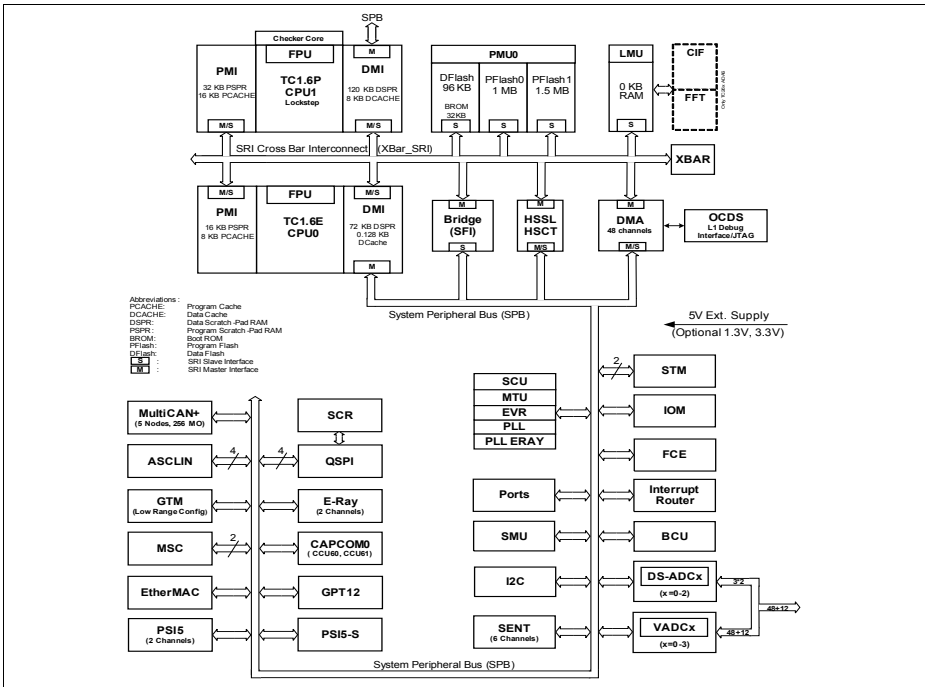 SPB
Checker Core
PMI
32 KB PSPR
16 KB PCACHE
M/S
FPU
TC1.6P
CPU1
Lockstep
M
DMI
120 KB DSPR
8 KB DCACHE
M/S
PMU0
DFlash
96 KB
BROM
32KB
S
PFlash0
1 MB
S
PFlash1
1.5 MB
S
LMU
0 KB
RAM
S
CIF
FFT
SRI Cross Bar Interconnect (XBar_SRI)
XBAR
M/S
PMI
16 KB PSPR
8 KB PCACHE
FPU
TC1.6E
CPU0
M/S
DMI
72 KB DSPR
0.128 KB
DCache
M
M
Bridge
(SFI)
S
M
HSSL
HSCT
M/S
M
DMA
48 channels
M/S
OCDS
L1 Debug
Interface/JTAG
System Peripheral Bus (SPB)
Abbreviations :
PCACHE: Program Cache
DCACHE: Data Cache
DSPR: Data Scratch -Pad RAM
PSPR: Program Scratch -Pad RAM
BROM: Boot ROM
PFlash: Program Flash
DFlash: Data Flash
S : SRI Slave Interface
M : SRI Master Interface
5V Ext. Supply
(Optional 1.3V, 3.3V)
MultiCAN+
(5 Nodes, 256 MO)
SCR
ASCLIN
4
4
QSPI
GTM
(Low Range Config)
E-Ray
(2 Channels)
MSC
2
CAPCOM0
( CCU60, CCU61)
EtherMAC
GPT12
PSI5
(2 Channels)
PSI5-S
SCU
MTU
EVR
PLL
PLL ERAY
2
STM
IOM
FCE
Ports
Interrupt
Router
SMU
BCU
I2C
DS-ADCx
(x=0-2)
3*2
48+12
SENT
(6 Channels)
VADCx
(x=0-3)
48+12
System Peripheral Bus (SPB)